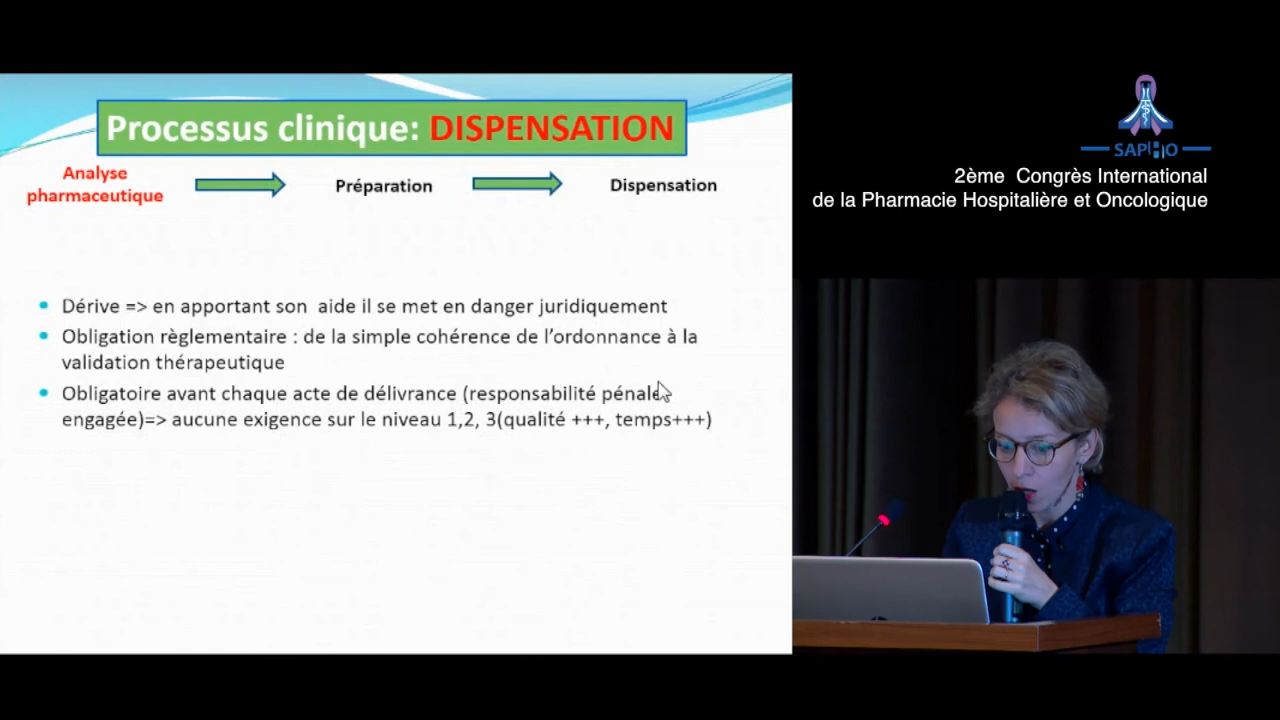 Processus clinique: DISPENSATION
Analyse
pharmaceutique
Préparation
Dispensation
• Dérive => en apportant son aide il se met en danger juridiquement
• Obligation règlementaire : de la simple cohérence de l'ordonnance à la
validation thérapeutique
• Obligatoire avant chaque acte de délivrance (responsabilité pénale
engagée)=> aucune exigence sur le niveau 1,2, 3(qualité +++, temps+++)
SAPHO
2ème Congrès International
de la Pharmacie Hospitalière et Oncologique